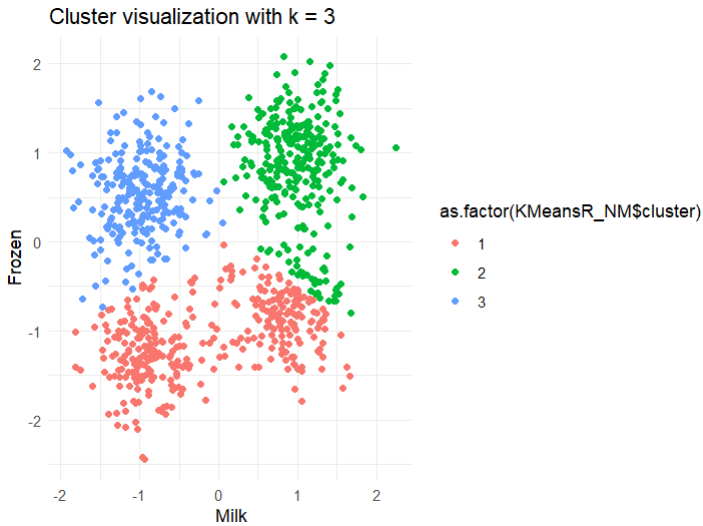 Cluster visualization with k = 3
Frozen
2
1
0
-1
-2
-2 -1 0 1 2
Milk
as.factor(KMeansR_NM$cluster)
1
2
3